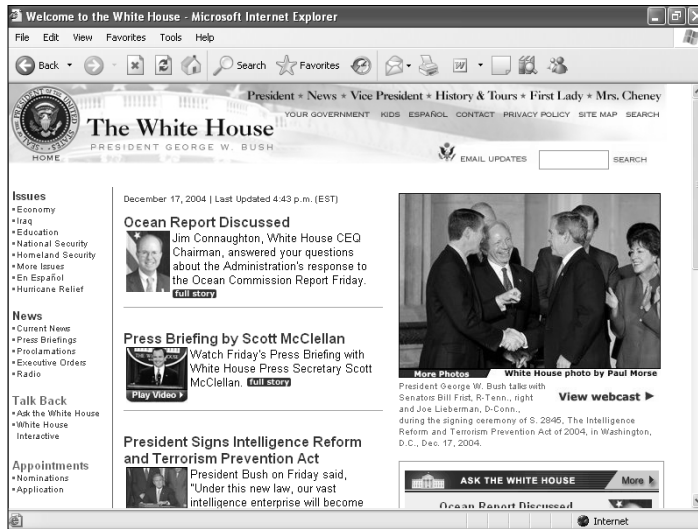 Welcome to the White House - Microsoft Internet Explorer
File Edit View Favorites Tools Help
Back Search Favorites
President * News * Vice President * History & Tours * First Lady * Mrs. Cheney
YOUR GOVERNMENT KIDS ESPAÑOL CONTACT PRIVACY POLICY SITE MAP SEARCH
The White House
PRESIDENT GEORGE W. BUSH
HOME
EMAIL UPDATES SEARCH
Issues
Economy
Iraq
Education
National Security
Homeland Security
More Issues
En Español
Hurricane Relief
News
Current News
Press Briefings
Proclamations
Executive Orders
Radio
Talk Back
Ask the White House
White House
Interactive
Appointments
Nominations
Application
December 17, 2004 | Last Updated 4:43 p.m. (EST)
Ocean Report Discussed
Jim Connaughton, White House CEQ
Chairman, answered your questions
about the Administration's response to
the Ocean Commission Report Friday.
full story
Press Briefing by Scott McClellan
Watch Friday's Press Briefing with
White House Press Secretary Scott
McClellan. full story
Play Video
President Signs Intelligence Reform
and Terrorism Prevention Act
President Bush on Friday said,
"Under this new law, our vast
intelligence enterprise will become
More Photos White House photo by Paul Morse
President George W. Bush talks with
Senators Bill Frist, R-Tenn., right
and Joe Lieberman, D-Conn.,
View webcast
during the signing ceremony of S. 2845, The Intelligence
Reform and Terrorism Prevention Act of 2004, in Washington,
D.C., Dec. 17, 2004.
ASK THE WHITE HOUSE More
Ocean Report Discussed
Internet